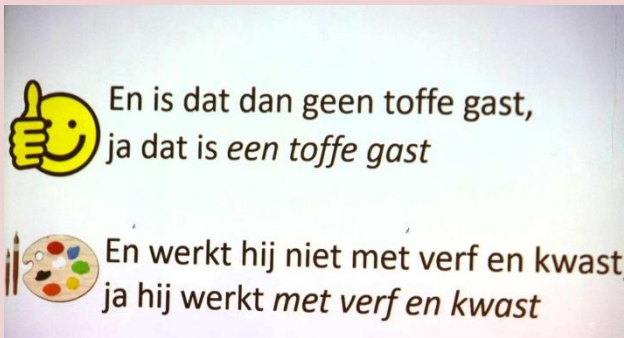 En is dat dan geen toffe gast,
ja dat is een toffe gast
En werkt hij niet met verf en kwast,
ja hij werkt met verf en kwast